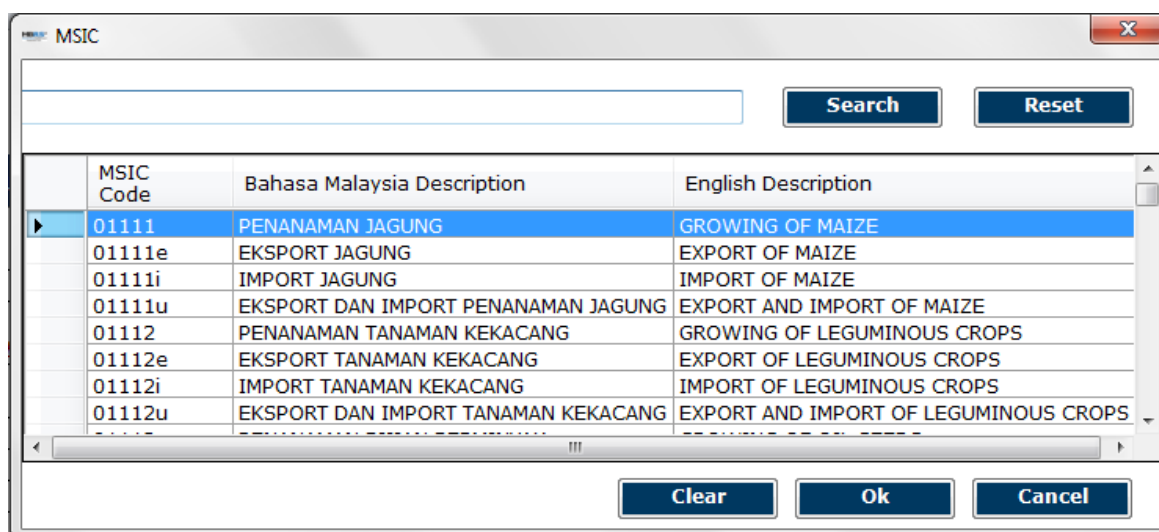 MSIC
Search Reset
MSIC Code Bahasa Malaysia Description English Description
01111 PENANAMAN JAGUNG GROWING OF MAIZE
01111e EKSPORT JAGUNG EXPORT OF MAIZE
01111i IMPORT JAGUNG IMPORT OF MAIZE
01111u EKSPORT DAN IMPORT PENANAMAN JAGUNG EXPORT AND IMPORT OF MAIZE
01112 PENANAMAN TANAMAN KEKACANG GROWING OF LEGUMINOUS CROPS
01112e EKSPORT TANAMAN KEKACANG EXPORT OF LEGUMINOUS CROPS
01112i IMPORT TANAMAN KEKACANG IMPORT OF LEGUMINOUS CROPS
01112u EKSPORT DAN IMPORT TANAMAN KEKACANG EXPORT AND IMPORT OF LEGUMINOUS CROPS
Clear Ok Cancel